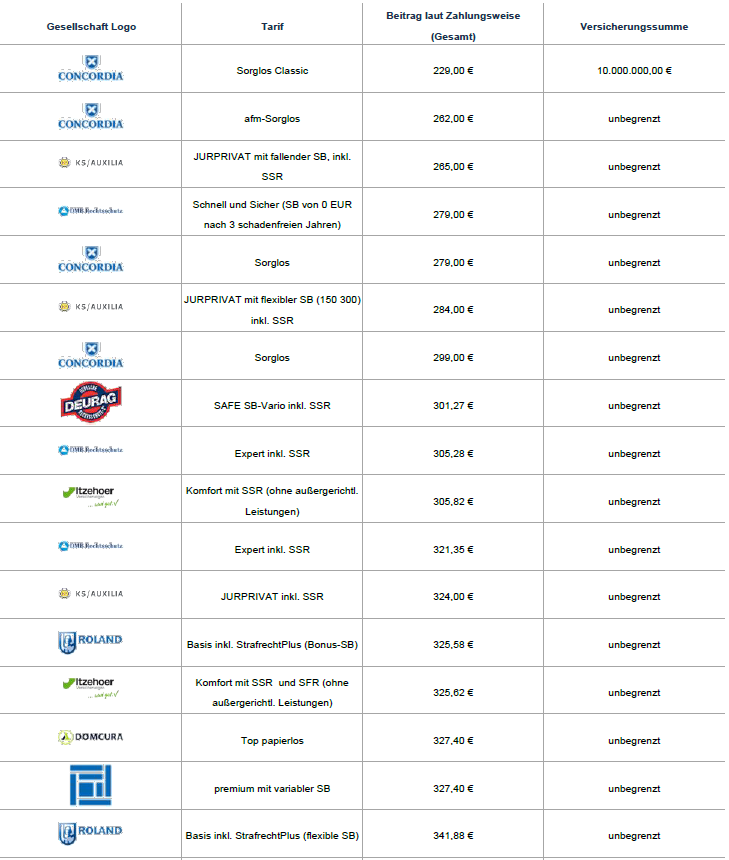 Gesellschaft Logo Tarif Beitrag laut Zahlungsweise (Gesamt) Versicherungssumme
CONCORDIA Sorglos Classic 229,00 € 10.000.000,00 €
CONCORDIA afm-Sorglos 262,00 € unbegrenzt
KS/AUXILIA JURPRIVAT mit fallender SB, inkl. SSR 265,00 € unbegrenzt
Rechtsschutz Schnell und Sicher (SB von 0 EUR nach 3 schadenfreien Jahren) 279,00 € unbegrenzt
CONCORDIA Sorglos 279,00 € unbegrenzt
KS/AUXILIA JURPRIVAT mit flexibler SB (150 300) inkl. SSR 284,00 € unbegrenzt
CONCORDIA Sorglos 299,00 € unbegrenzt
DEURAG SAFE SB-Vario inkl. SSR 301,27 € unbegrenzt
Rechtsschutz Expert inkl. SSR 305,28 € unbegrenzt
Itzehoer Komfort mit SSR (ohne außergerichtl. Leistungen) 305,82 € unbegrenzt
Rechtsschutz Expert inkl. SSR 321,35 € unbegrenzt
KS/AUXILIA JURPRIVAT inkl. SSR 324,00 € unbegrenzt
ROLAND Basis inkl. StrafrechtPlus (Bonus-SB) 325,58 € unbegrenzt
Itzehoer Komfort mit SSR und SFR (ohne außergerichtl. Leistungen) 325,62 € unbegrenzt
DOMCURA Top papierlos 327,40 € unbegrenzt
premium mit variabler SB 327,40 € unbegrenzt
ROLAND Basis inkl. StrafrechtPlus (flexible SB) 341,88 € unbegrenzt